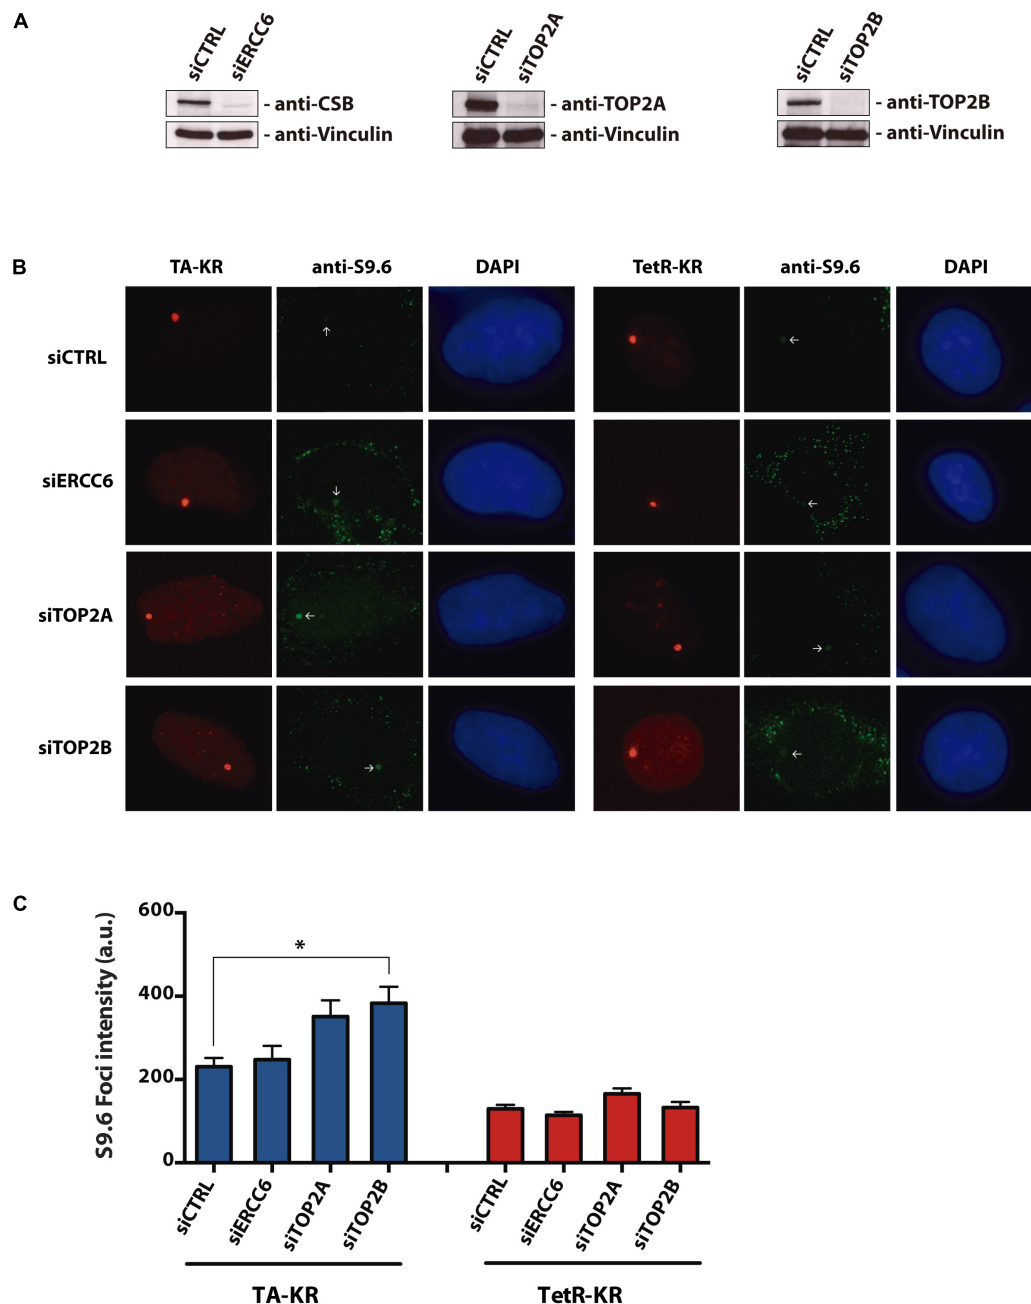 A
siCTRL siERCC6
- anti-CSB
- anti-Vinculin
siCTRL siTOP2A
- anti-TOP2A
- anti-Vinculin
siCTRL siTOP2B
- anti-TOP2B
- anti-Vinculin
B
TA-KR anti-S9.6 DAPI TetR-KR anti-S9.6 DAPI
siCTRL
siERCC6
siTOP2A
siTOP2B
C
S9.6 Foci intensity (a.u.)
600
400
200
0
*
siCTRL siERCC6 siTOP2A siTOP2B siCTRL siERCC6 siTOP2A siTOP2B
TA-KR TetR-KR